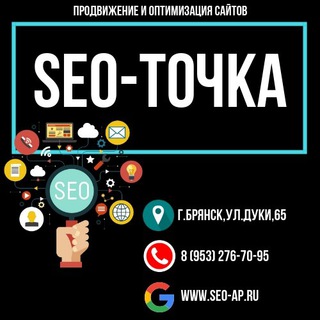 ПРОДВИЖЕНИЕ И ОПТИМИЗАЦИЯ САЙТОВ
SEO-ТОЧКА
SEO
Г.БРЯНСК,УЛ.ДУКИ,65
8 (953) 276-70-95
WWW.SEO-AP.RU